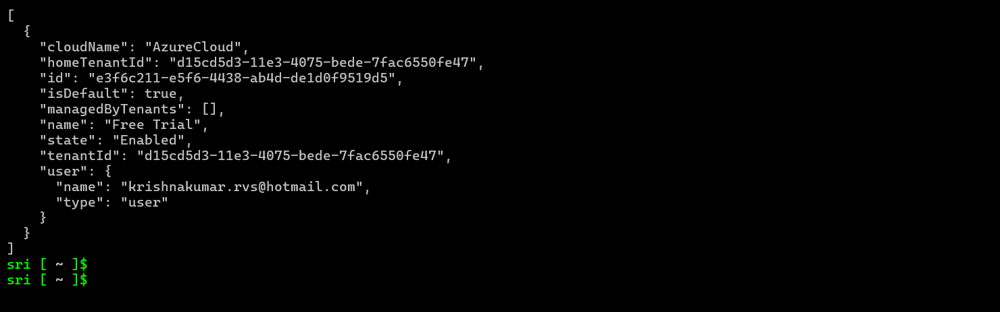 [
  {
    "cloudName": "AzureCloud",
    "homeTenantId": "d15cd5d3-11e3-4075-bede-7fac6550fe47",
    "id": "e3f6c211-e5f6-4438-ab4d-de1d0f9519d5",
    "isDefault": true,
    "managedByTenants": [],
    "name": "Free Trial",
    "state": "Enabled",
    "tenantId": "d15cd5d3-11e3-4075-bede-7fac6550fe47",
    "user": {
      "name": "krishnakumar.rvs@hotmail.com",
      "type": "user"
    }
  }
]
sri [ ~ ]$
sri [ ~ ]$